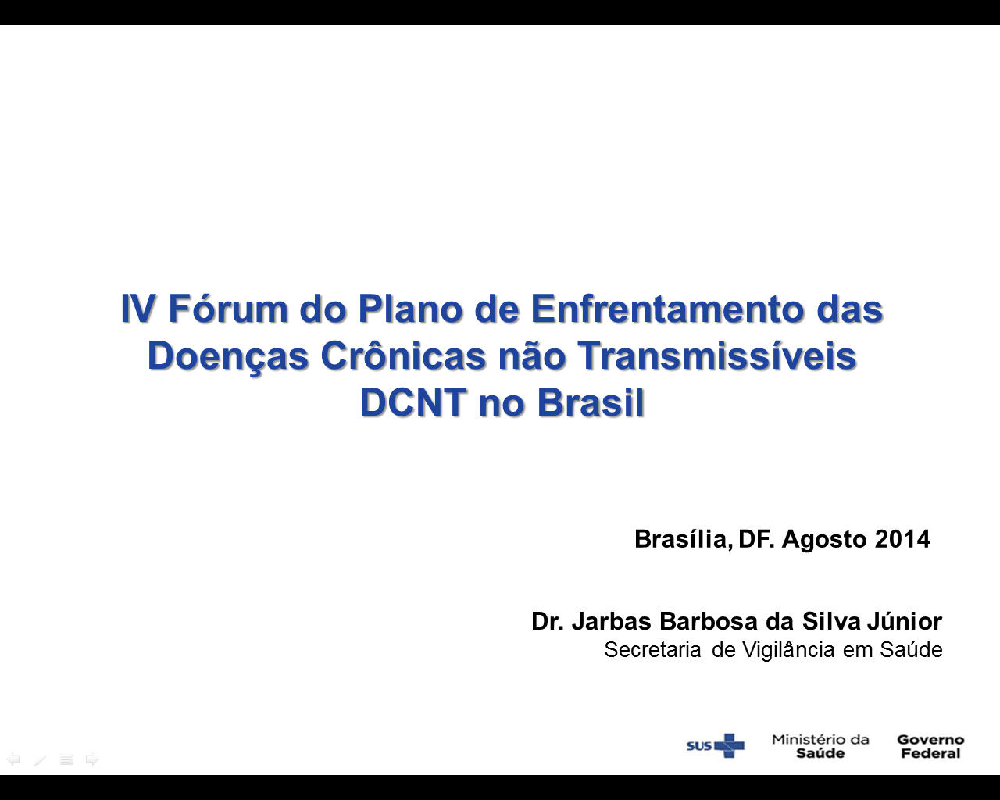 IV Fórum do Plano de Enfrentamento das
Doenças Crônicas não Transmissíveis
DCNT no Brasil
Brasília, DF. Agosto 2014
Dr. Jarbas Barbosa da Silva Júnior
Secretaria de Vigilância em Saúde
SUS
Ministério da
Saúde
Governo
Federal